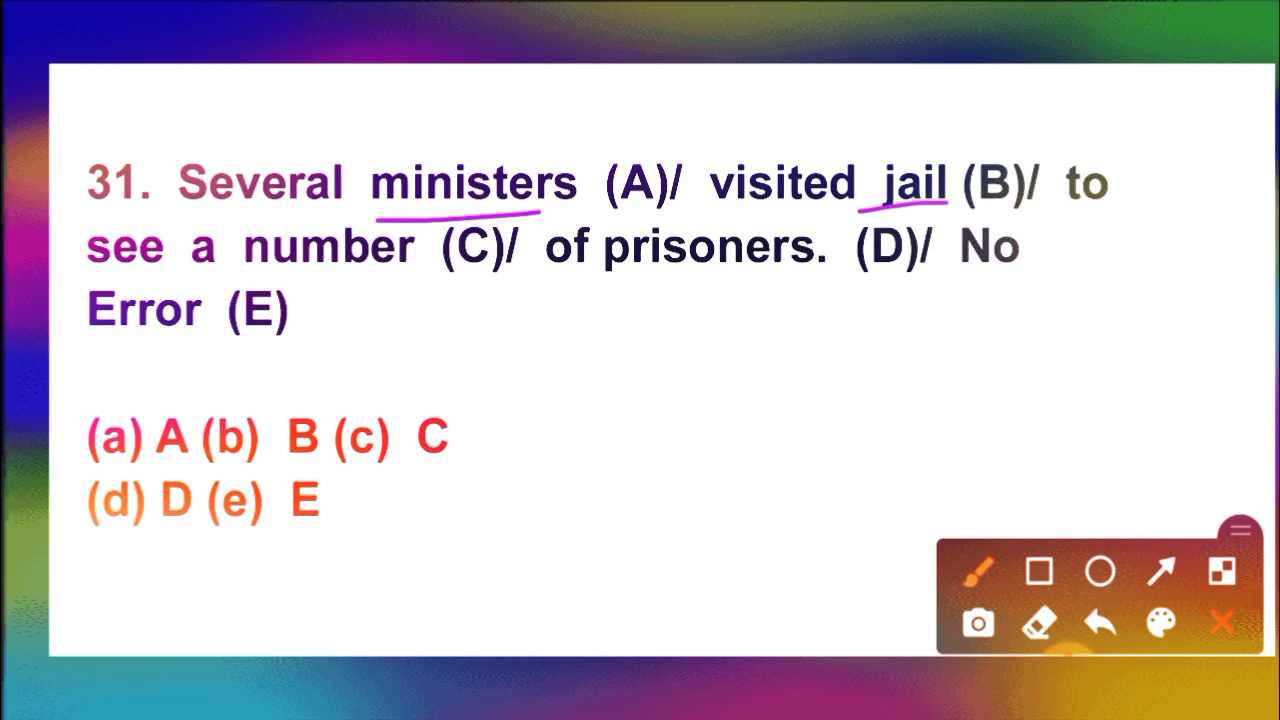 31. Several ministers (A)/ visited jail (B)/ to
see a number (C)/ of prisoners. (D)/ No
Error (E)
(a) A (b) B (c) C
(d) D (e) E